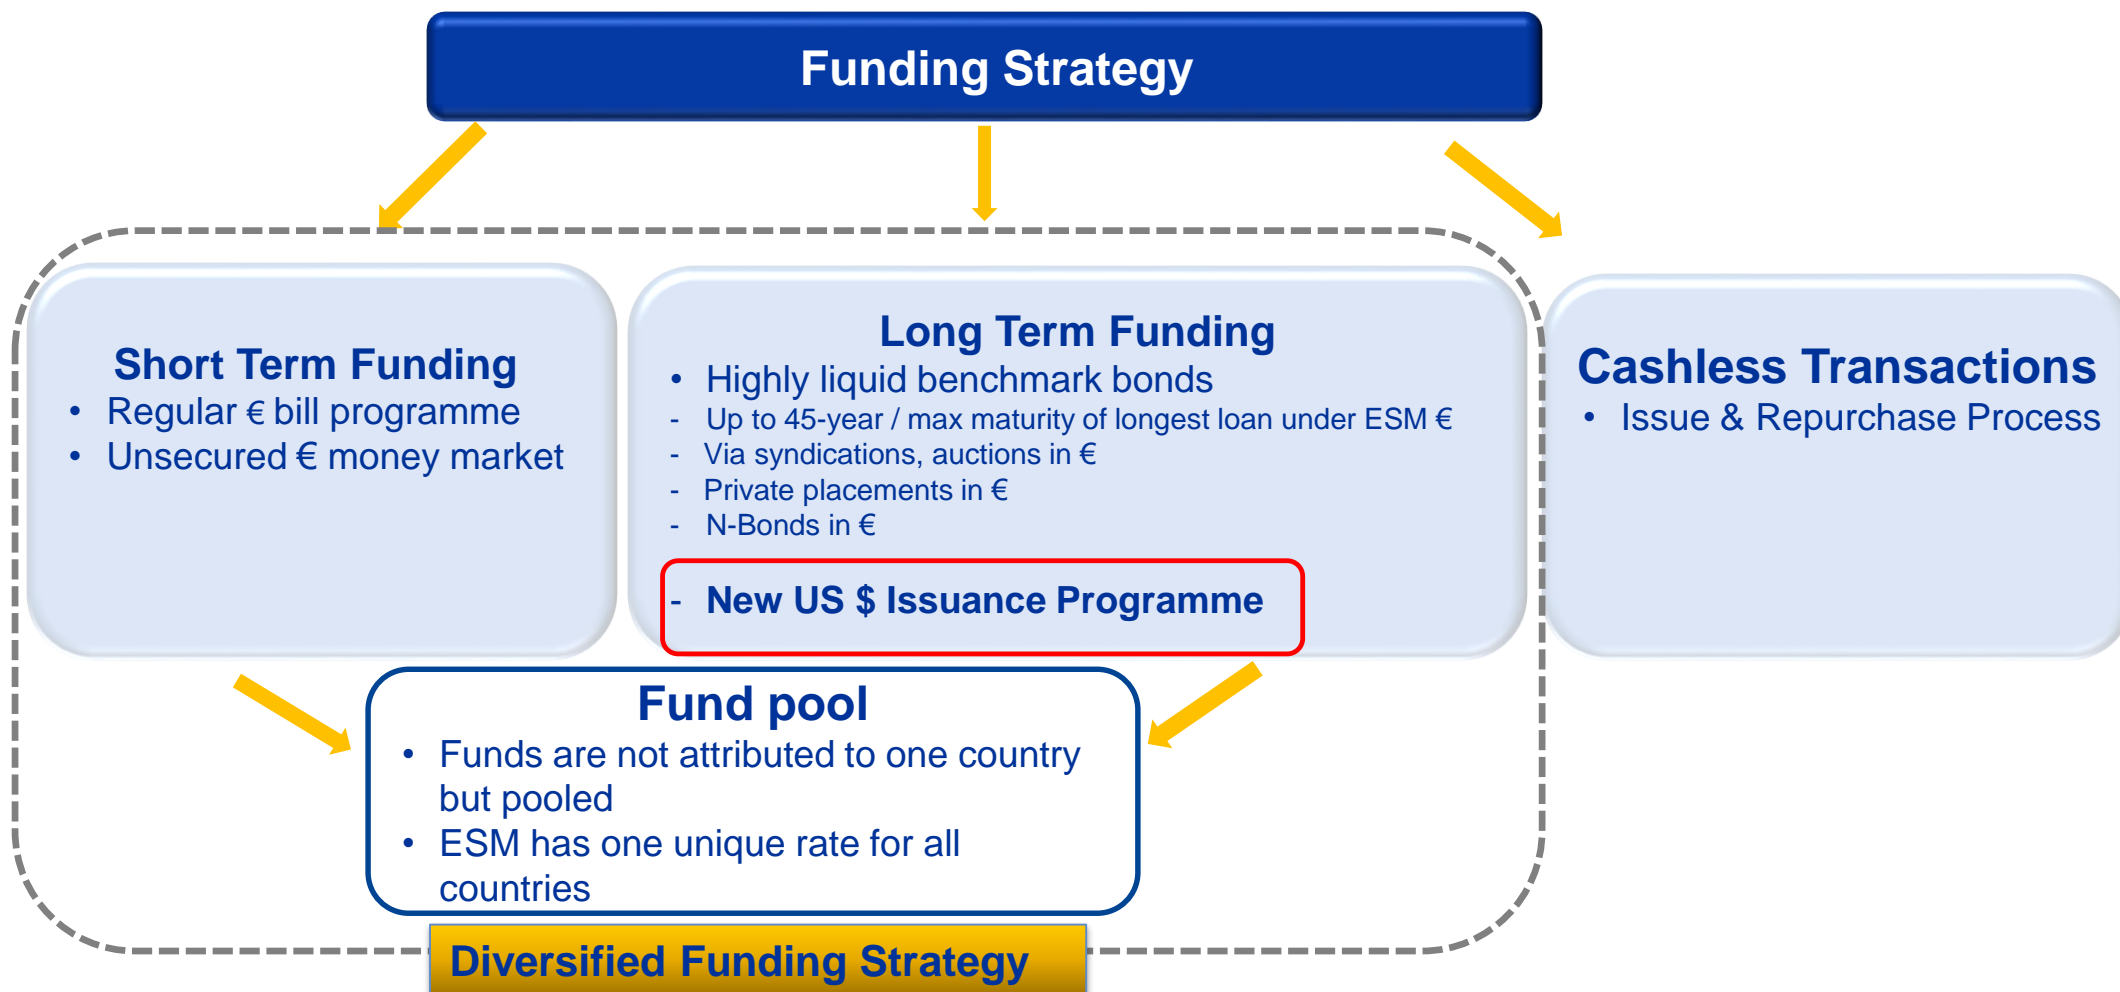 Funding Strategy
Short Term Funding
• Regular € bill programme
• Unsecured € money market
Long Term Funding
• Highly liquid benchmark bonds
- Up to 45-year / max maturity of longest loan under ESM €
- Via syndications, auctions in €
- Private placements in €
- N-Bonds in €
- New US $ Issuance Programme
Cashless Transactions
• Issue & Repurchase Process
Fund pool
• Funds are not attributed to one country
but pooled
• ESM has one unique rate for all
countries
Diversified Funding Strategy